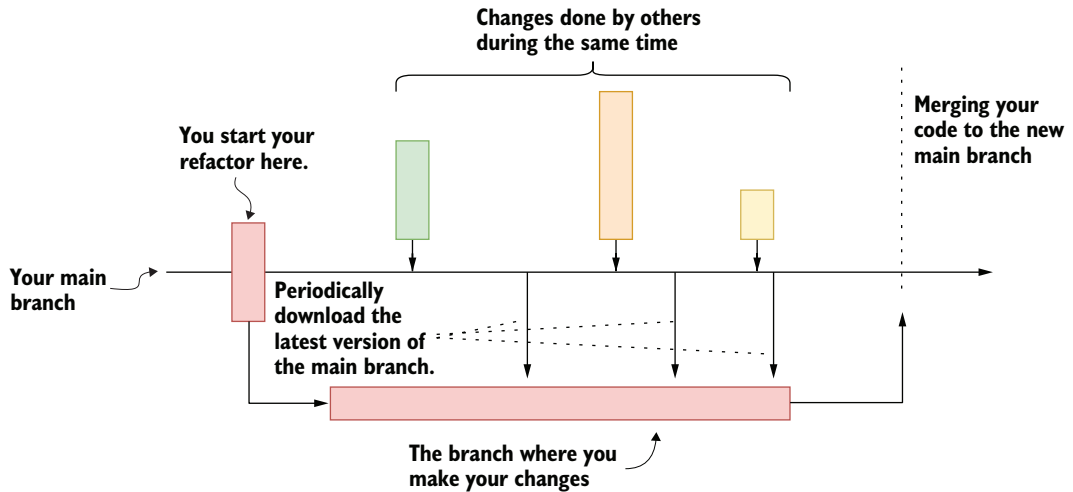 Changes done by others
during the same time
Merging your
code to the new
main branch
You start your
refactor here.
Your main
branch
Periodically
download the
latest version of
the main branch.
The branch where you
make your changes